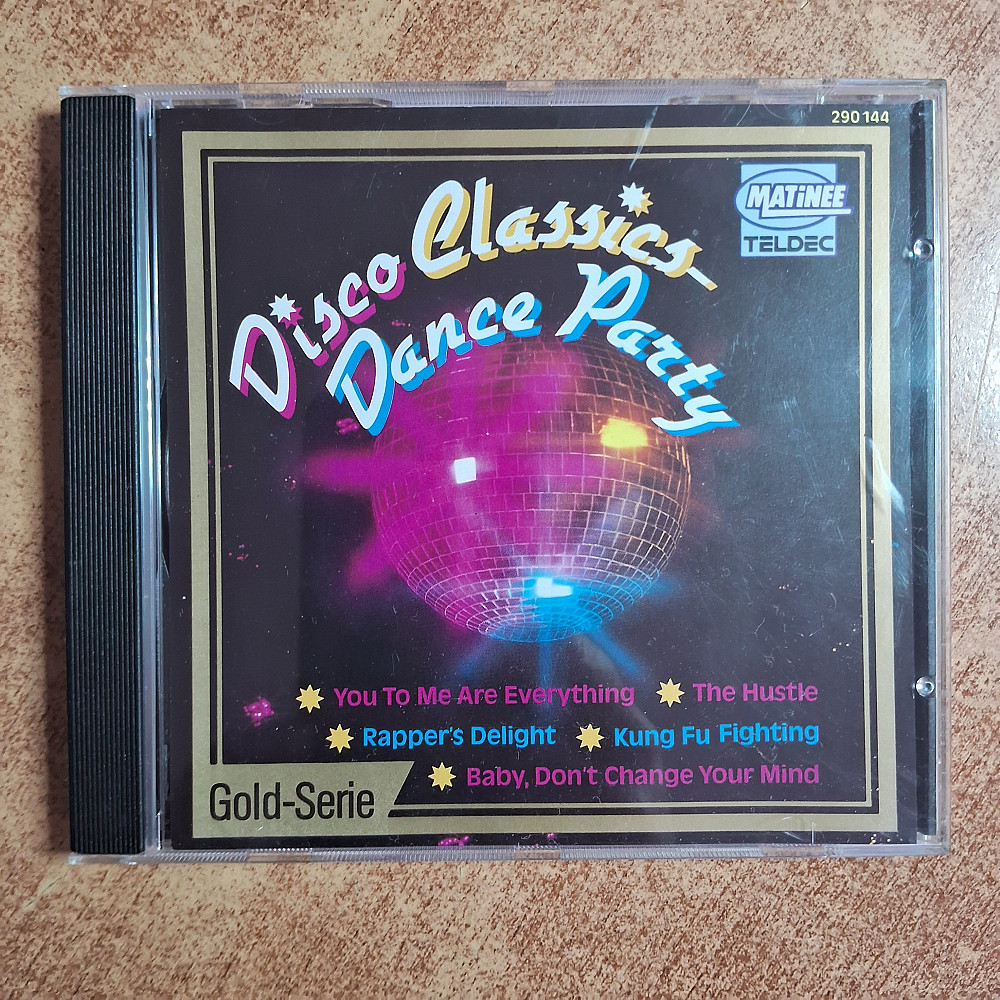 290 144
MATiNEE
TELDEC
Disco Classics
Dance Party
You To Me Are Everything The Hustle
Rapper's Delight Kung Fu Fighting
Baby, Don't Change Your Mind
Gold-Serie